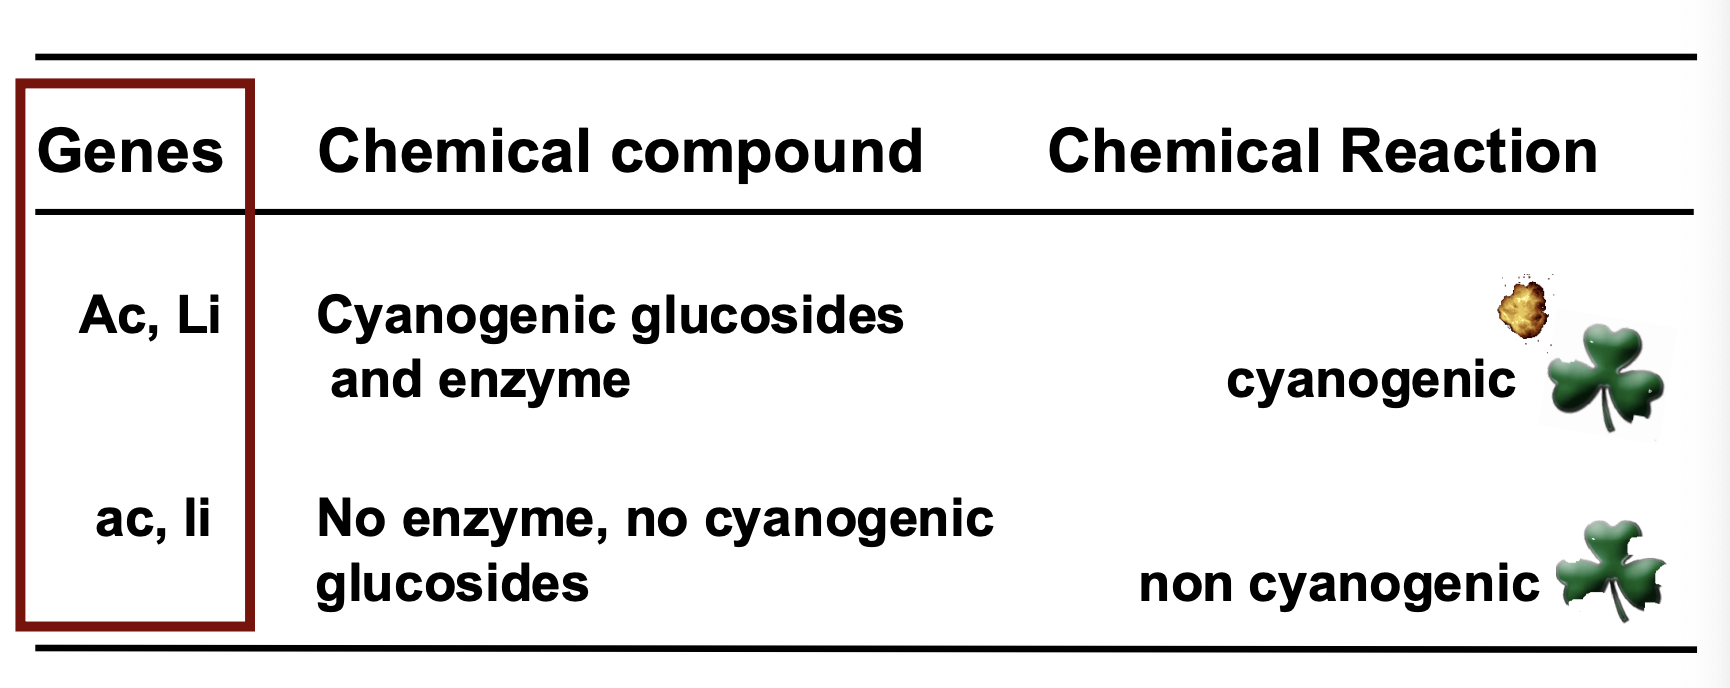 Genes Chemical compound Chemical Reaction
Ac, Li Cyanogenic glucosides
and enzyme cyanogenic
ac, li No enzyme, no cyanogenic
glucosides non cyanogenic